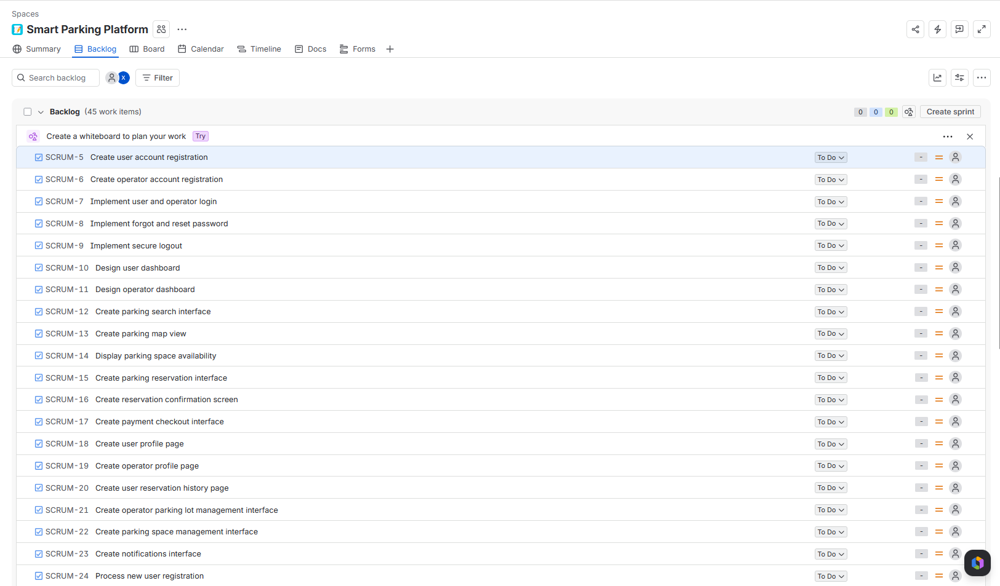 Spaces
Smart Parking Platform
Summary Backlog Board Calendar Timeline Docs Forms
Search backlog X Filter
Backlog (45 work items) 0 0 0 Create sprint
Create a whiteboard to plan your work Try
SCRUM-5 Create user account registration To Do -
SCRUM-6 Create operator account registration To Do -
SCRUM-7 Implement user and operator login To Do -
SCRUM-8 Implement forgot and reset password To Do -
SCRUM-9 Implement secure logout To Do -
SCRUM-10 Design user dashboard To Do -
SCRUM-11 Design operator dashboard To Do -
SCRUM-12 Create parking search interface To Do -
SCRUM-13 Create parking map view To Do -
SCRUM-14 Display parking space availability To Do -
SCRUM-15 Create parking reservation interface To Do -
SCRUM-16 Create reservation confirmation screen To Do -
SCRUM-17 Create payment checkout interface To Do -
SCRUM-18 Create user profile page To Do -
SCRUM-19 Create operator profile page To Do -
SCRUM-20 Create user reservation history page To Do -
SCRUM-21 Create operator parking lot management interface To Do -
SCRUM-22 Create parking space management interface To Do -
SCRUM-23 Create notifications interface To Do -
SCRUM-24 Process new user registration To Do -